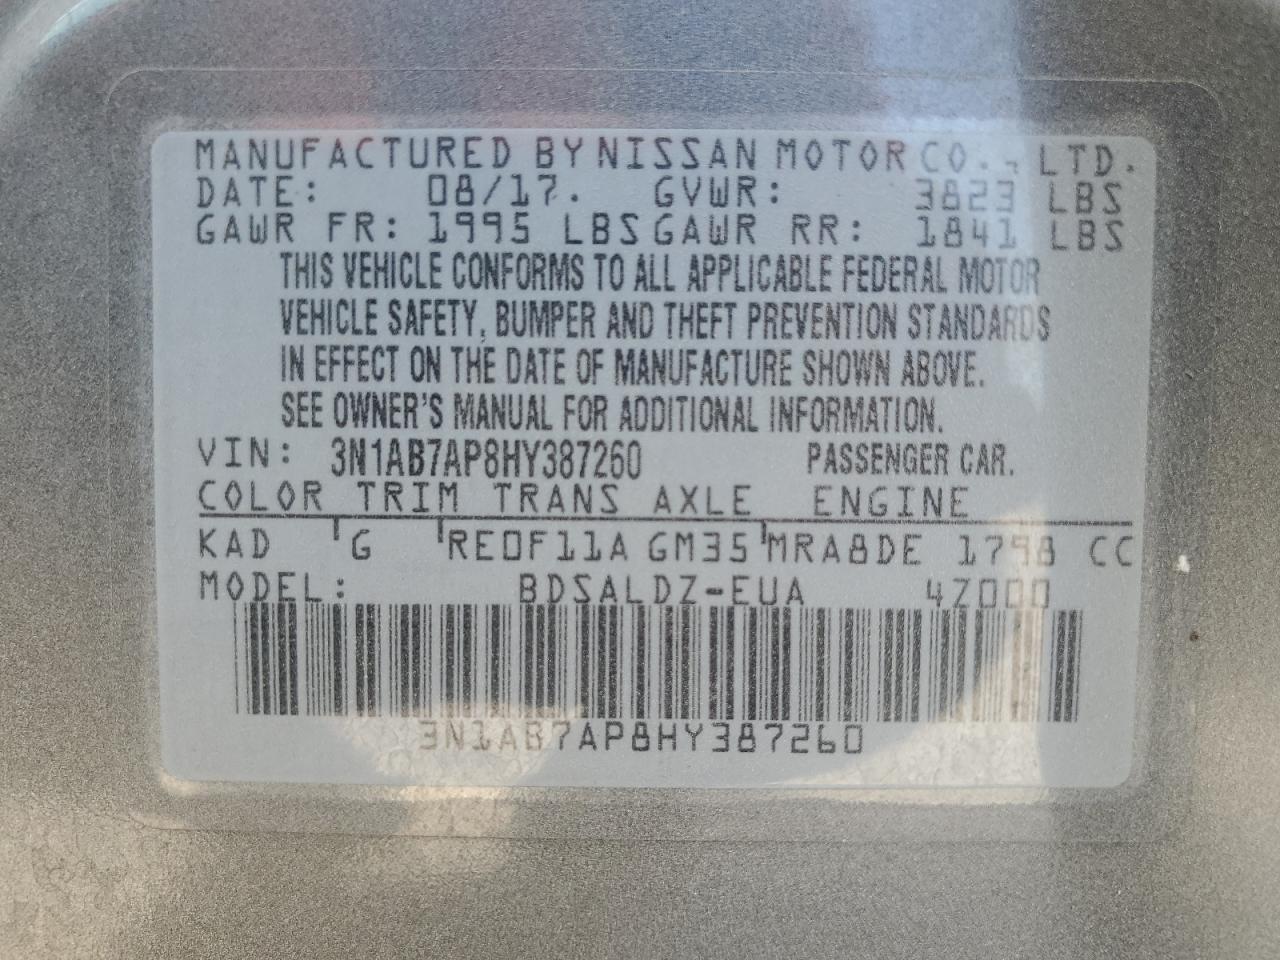 MANUFACTURED BY NISSAN MOTOR CO., LTD.
DATE: 08/17. GVWR: 3823 LBS
GAWR FR: 1995 LBS GAWR RR: 1841 LBS
THIS VEHICLE CONFORMS TO ALL APPLICABLE FEDERAL MOTOR
VEHICLE SAFETY, BUMPER AND THEFT PREVENTION STANDARDS
IN EFFECT ON THE DATE OF MANUFACTURE SHOWN ABOVE.
SEE OWNER'S MANUAL FOR ADDITIONAL INFORMATION.
VIN: 3N1AB7AP8HY387260 PASSENGER CAR.
COLOR TRIM TRANS AXLE ENGINE
KAD G RE0F11A GM35 MRA8DE 1798 CC
MODEL: BDSALDZ-EUA 4Z000
3N1AB7AP8HY387260